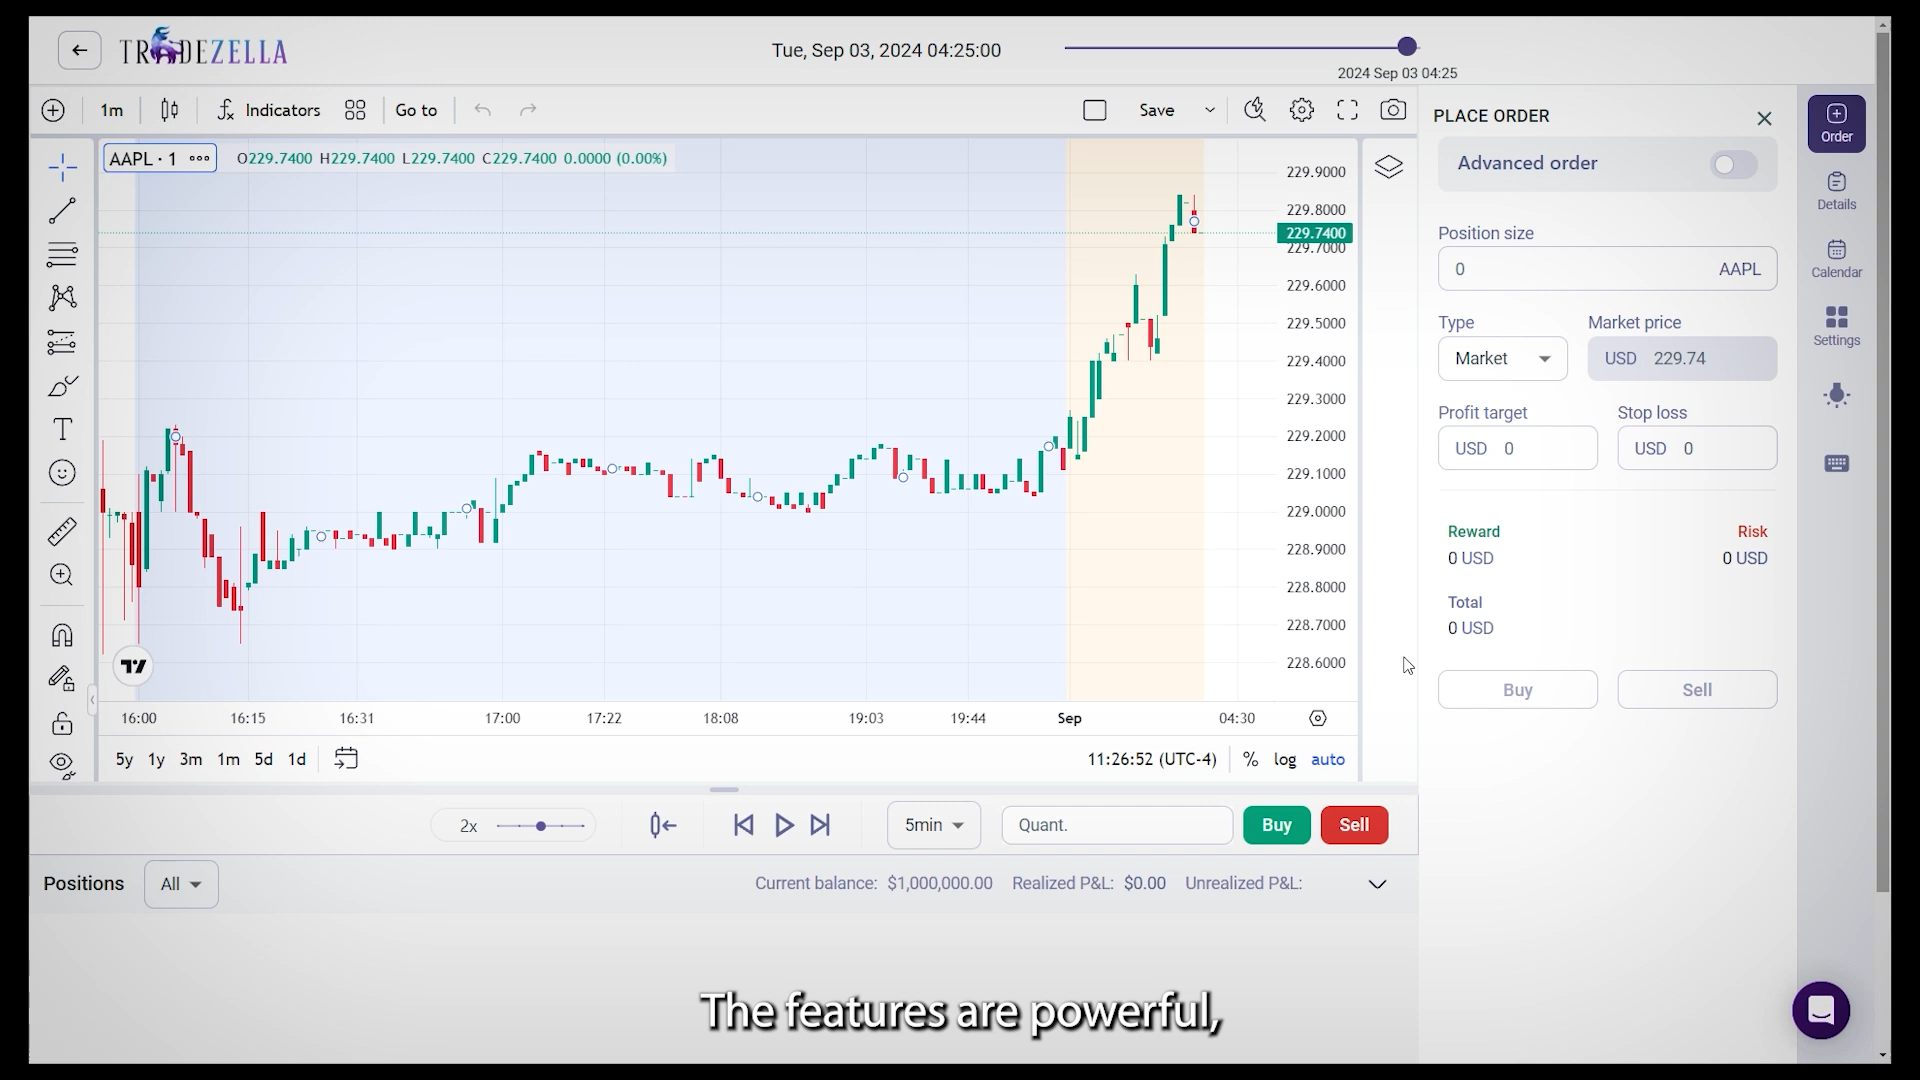 TRADEZELLA
Tue, Sep 03, 2024 04:25:00
2024 Sep 03 04:25
1m
Indicators
Go to
Save
PLACE ORDER
Order
AAPL · 1
O229.7400 H229.7400 L229.7400 C229.7400 0.0000 (0.00%)
Advanced order
Details
Calendar
Settings
229.9000
229.8000
229.7400
229.7000
229.6000
229.5000
229.4000
229.3000
229.2000
229.1000
229.0000
228.9000
228.8000
228.7000
228.6000
Position size
0 AAPL
Type
Market
Market price
USD 229.74
Profit target
USD 0
Stop loss
USD 0
Reward
0 USD
Risk
0 USD
Total
0 USD
Buy
Sell
16:00 16:15 16:31 17:00 17:22 18:08 19:03 19:44 Sep 04:30
5y 1y 3m 1m 5d 1d
11:26:52 (UTC-4) % log auto
2x
5min
Quant.
Buy
Sell
Positions
All
Current balance: $1,000,000.00 Realized P&L: $0.00 Unrealized P&L:
The features are powerful,